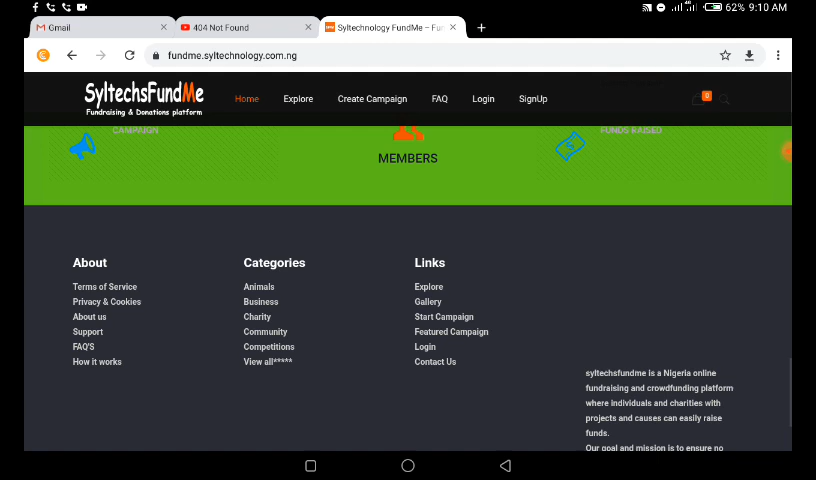 62% 9:10 AM
Gmail
404 Not Found
Syltechnology FundMe – Fun
fundme.syltechnology.com.ng
SyltechsFundMe
Fundraising & Donations platform
Home
Explore
Create Campaign
FAQ
Login
SignUp
0
CAMPAIGN
MEMBERS
FUNDS RAISED
About
Terms of Service
Privacy & Cookies
About us
Support
FAQ'S
How it works
Categories
Animals
Business
Charity
Community
Competitions
View all*****
Links
Explore
Gallery
Start Campaign
Featured Campaign
Login
Contact Us
syltechsfundme is a Nigeria online
fundraising and crowdfunding platform
where individuals and charities with
projects and causes can easily raise
funds.
Our goal and mission is to ensure no